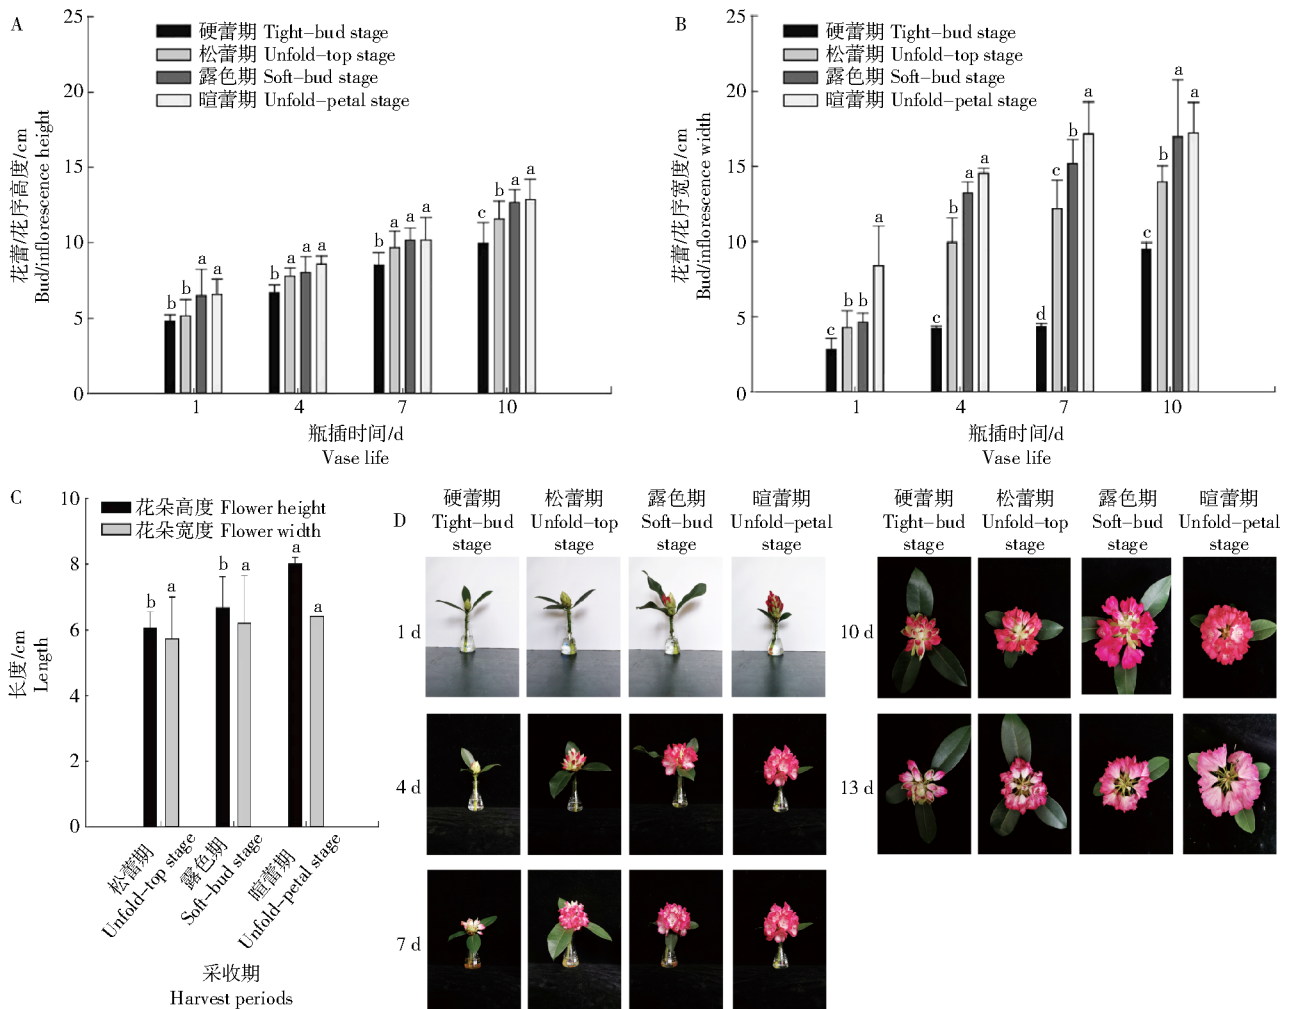 A
25
20
15
10
5
0
花蕾/花序高度/cm
Bud/inflorescence height
硬蕾期 Tight-bud stage
松蕾期 Unfold-top stage
露色期 Soft-bud stage
暄蕾期 Unfold-petal stage
b b a a
b a a a
b a a a
c b a a
1 4 7 10
瓶插时间/d
Vase life
B
25
20
15
10
5
0
花蕾/花序宽度/cm
Bud/inflorescence width
硬蕾期 Tight-bud stage
松蕾期 Unfold-top stage
露色期 Soft-bud stage
暄蕾期 Unfold-petal stage
c b b a
c b a a
d c b a
c b a a
1 4 7 10
瓶插时间/d
Vase life
C
10
8
6
4
2
0
长度/cm
Length
花朵高度 Flower height
花朵宽度 Flower width
b a b a a a
松蕾期
Unfold-top stage
露色期
Soft-bud stage
暄蕾期
Unfold-petal stage
采收期
Harvest periods
D
硬蕾期 松蕾期 露色期 暄蕾期
Tight-bud Unfold-top Soft-bud Unfold-petal
stage stage stage stage
1 d
4 d
7 d
硬蕾期 松蕾期 露色期 暄蕾期
Tight-bud Unfold-top Soft-bud Unfold-petal
stage stage stage stage
10 d
13 d